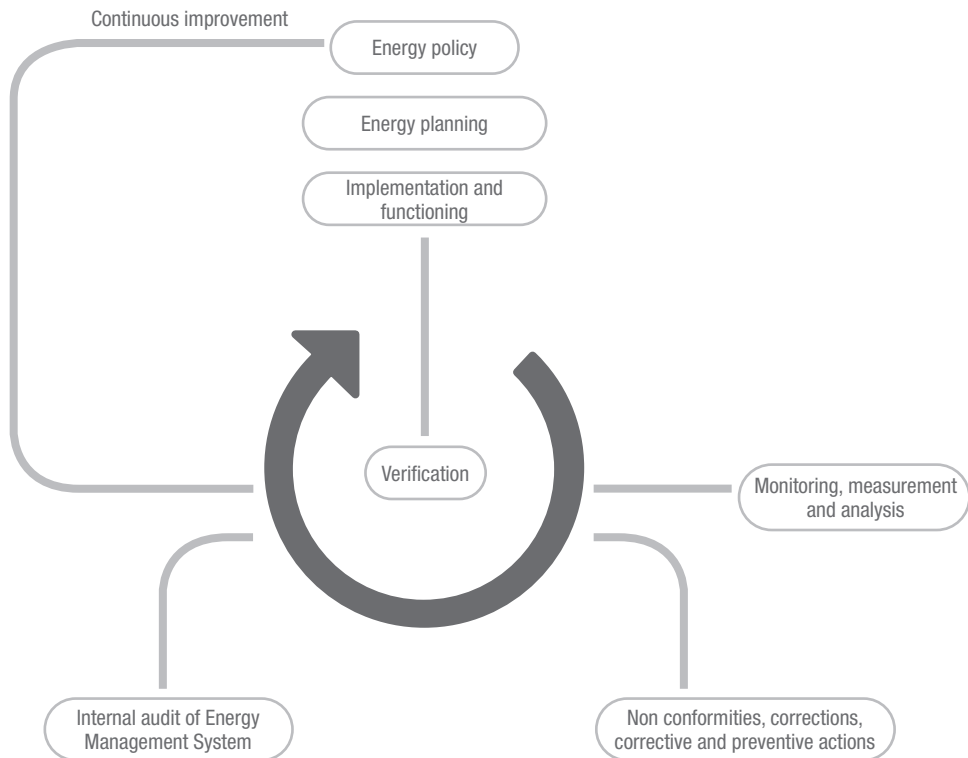 Continuous improvement
Energy policy
Energy planning
Implementation and
functioning
Verification
Monitoring, measurement
and analysis
Internal audit of Energy
Management System
Non conformities, corrections,
corrective and preventive actions